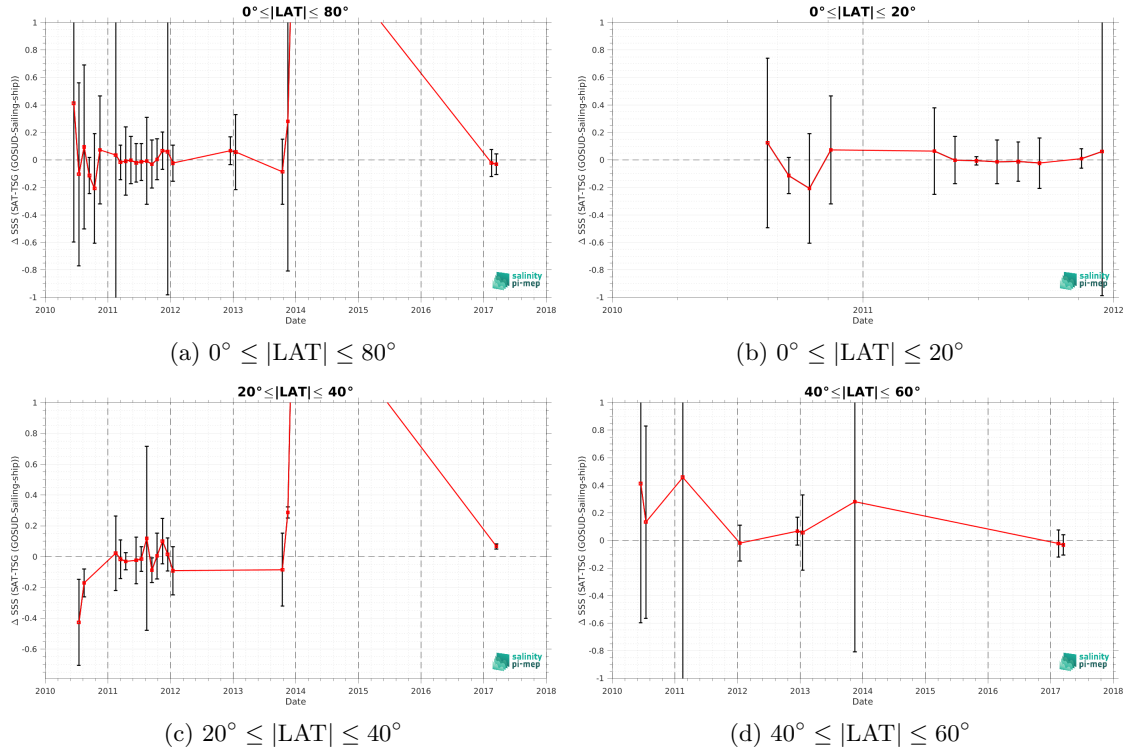 0°≤|LAT|≤ 80°
Δ SSS (SAT-TSG (GOSUD-Sailing-ship))
1
0.8
0.6
0.4
0.2
0
-0.2
-0.4
-0.6
-0.8
-1
2010 2011 2012 2013 2014 2015 2016 2017 2018
Date
salinity
pi-mep
(a) 0° ≤ |LAT| ≤ 80°
0°≤|LAT|≤ 20°
Δ SSS (SAT-TSG (GOSUD-Sailing-ship))
1
0.8
0.6
0.4
0.2
0
-0.2
-0.4
-0.6
-0.8
-1
2010 2011 2012
Date
salinity
pi-mep
(b) 0° ≤ |LAT| ≤ 20°
20°≤|LAT|≤ 40°
Δ SSS (SAT-TSG (GOSUD-Sailing-ship))
1
0.8
0.6
0.4
0.2
0
-0.2
-0.4
-0.6
2010 2011 2012 2013 2014 2015 2016 2017 2018
Date
salinity
pi-mep
(c) 20° ≤ |LAT| ≤ 40°
40°≤|LAT|≤ 60°
Δ SSS (SAT-TSG (GOSUD-Sailing-ship))
1
0.8
0.6
0.4
0.2
0
-0.2
-0.4
-0.6
-0.8
-1
2010 2011 2012 2013 2014 2015 2016 2017 2018
Date
salinity
pi-mep
(d) 40° ≤ |LAT| ≤ 60°